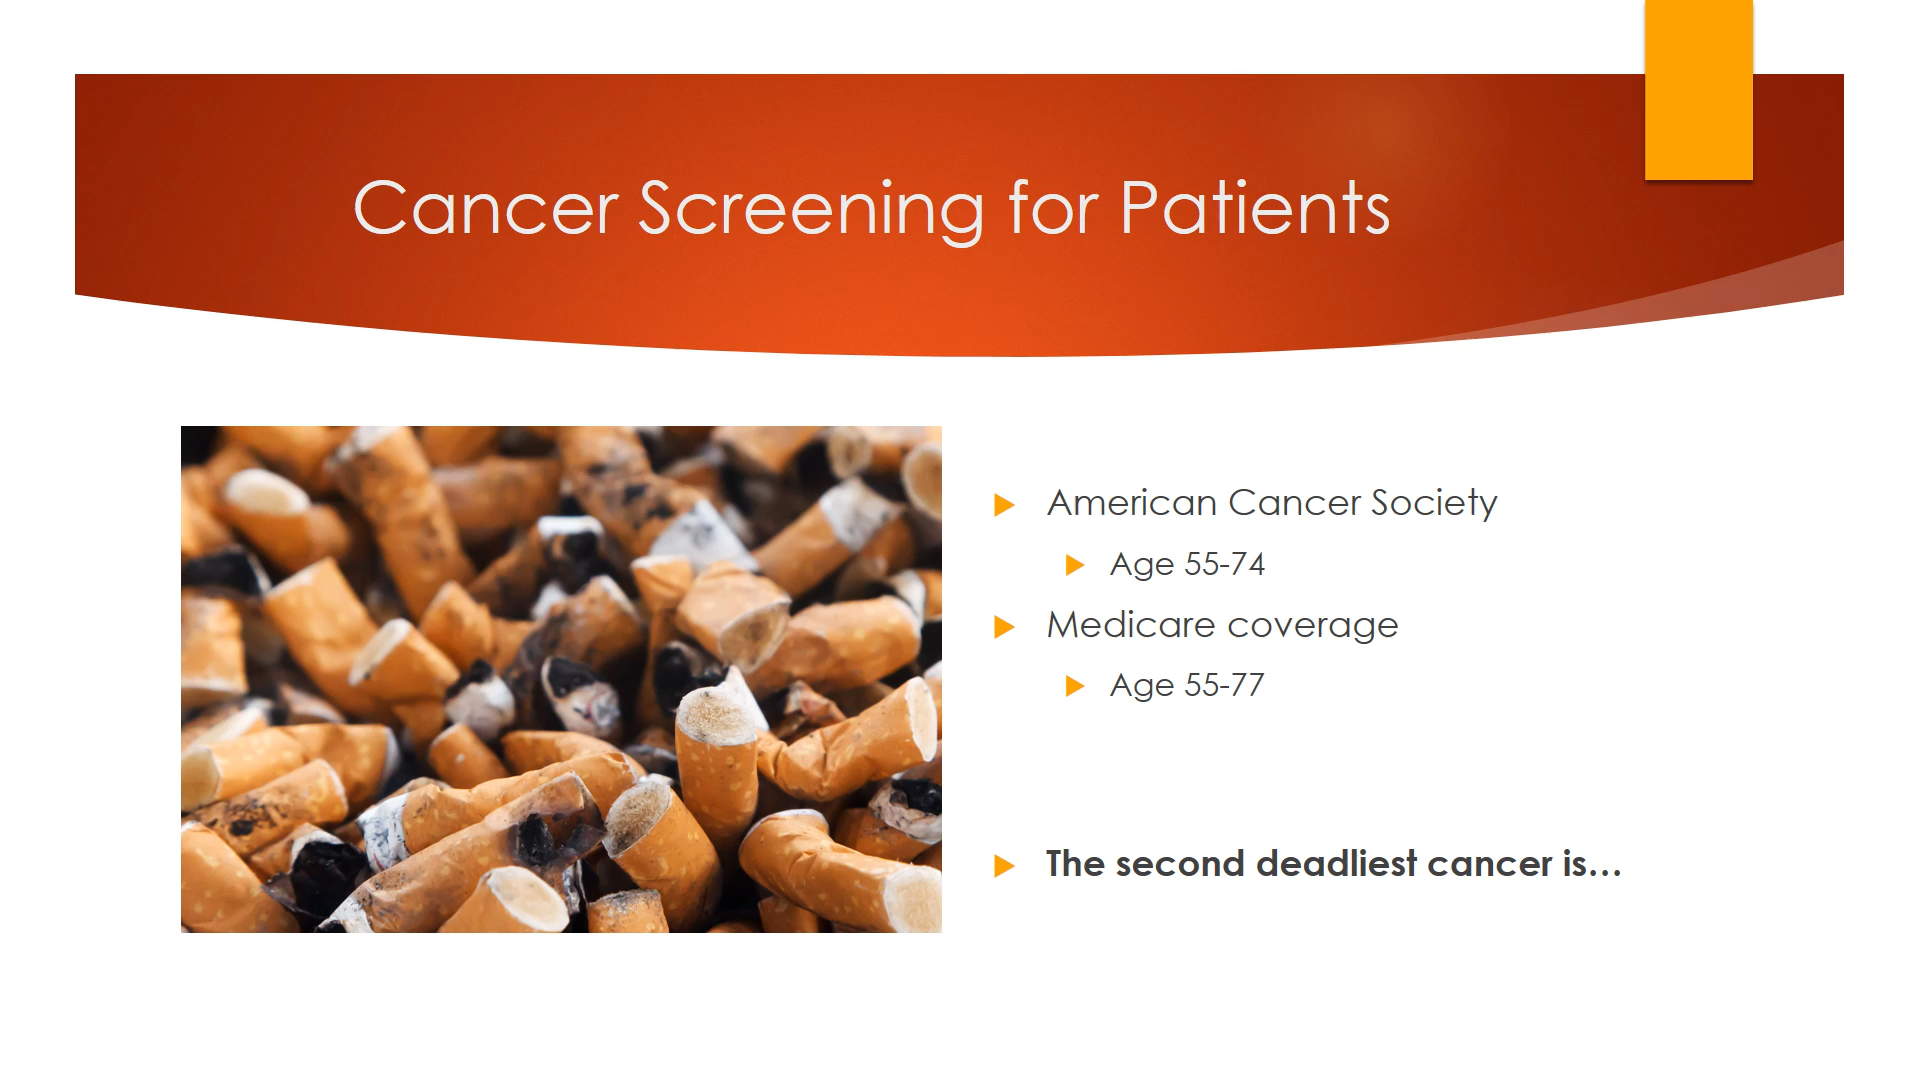 Cancer Screening for Patients
American Cancer Society
Age 55-74
Medicare coverage
Age 55-77
The second deadliest cancer is…